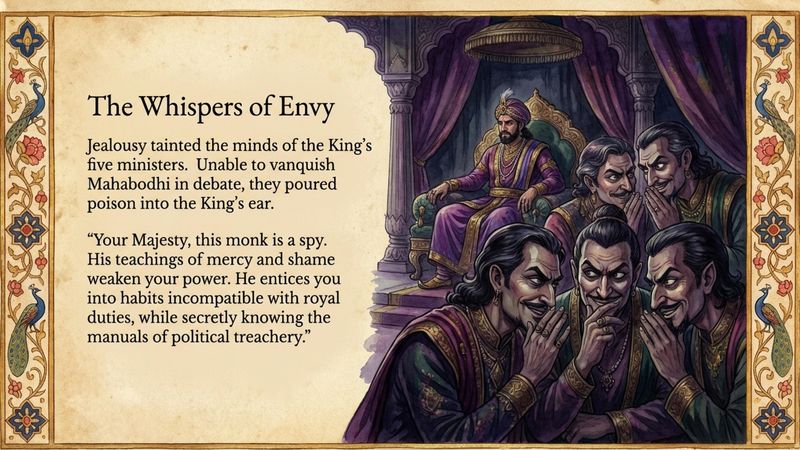 The Whispers of Envy
Jealousy tainted the minds of the King’s
five ministers.  Unable to vanquish
Mahabodhi in debate, they poured
poison into the King’s ear.
“Your Majesty, this monk is a spy.
His teachings of mercy and shame
weaken your power. He entices you
into habits incompatible with royal
duties, while secretly knowing the
manuals of political treachery.”